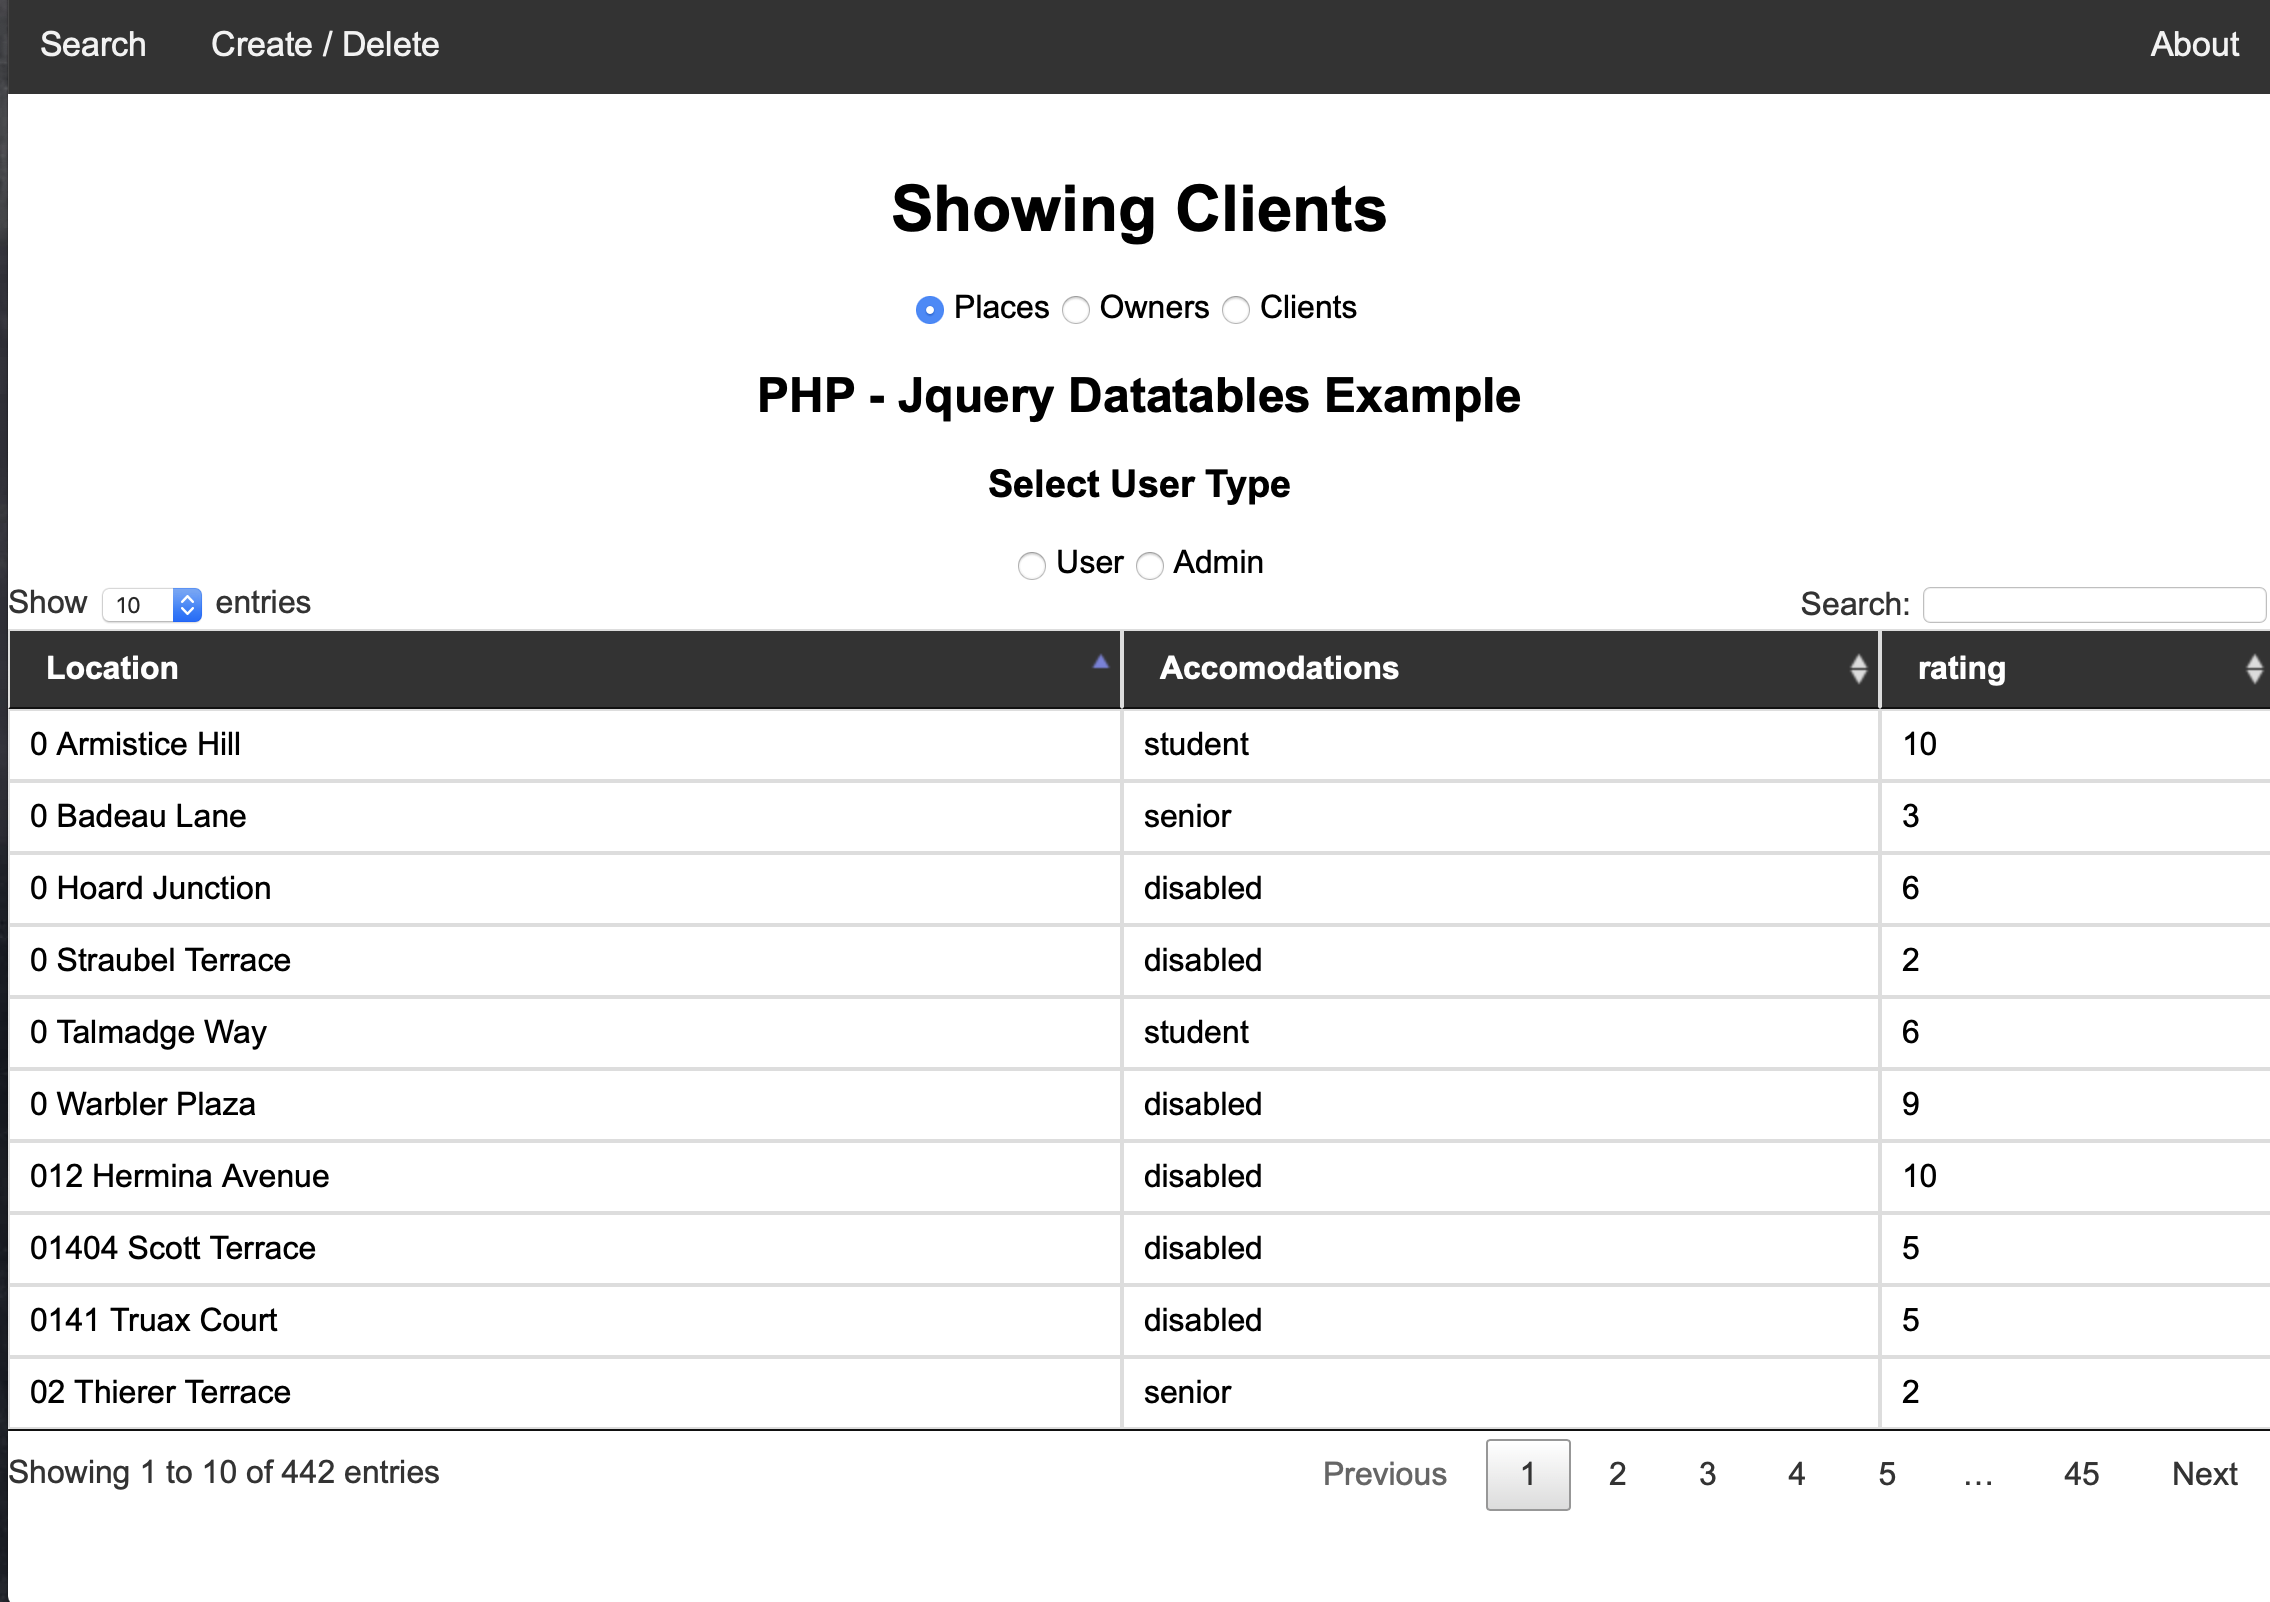 Search Create / Delete About
Showing Clients
Places Owners Clients
PHP - Jquery Datatables Example
Select User Type
User Admin
Show 10 entries Search:
Location Accomodations rating
0 Armistice Hill student 10
0 Badeau Lane senior 3
0 Hoard Junction disabled 6
0 Straubel Terrace disabled 2
0 Talmadge Way student 6
0 Warbler Plaza disabled 9
012 Hermina Avenue disabled 10
01404 Scott Terrace disabled 5
0141 Truax Court disabled 5
02 Thierer Terrace senior 2
Showing 1 to 10 of 442 entries Previous 1 2 3 4 5 … 45 Next